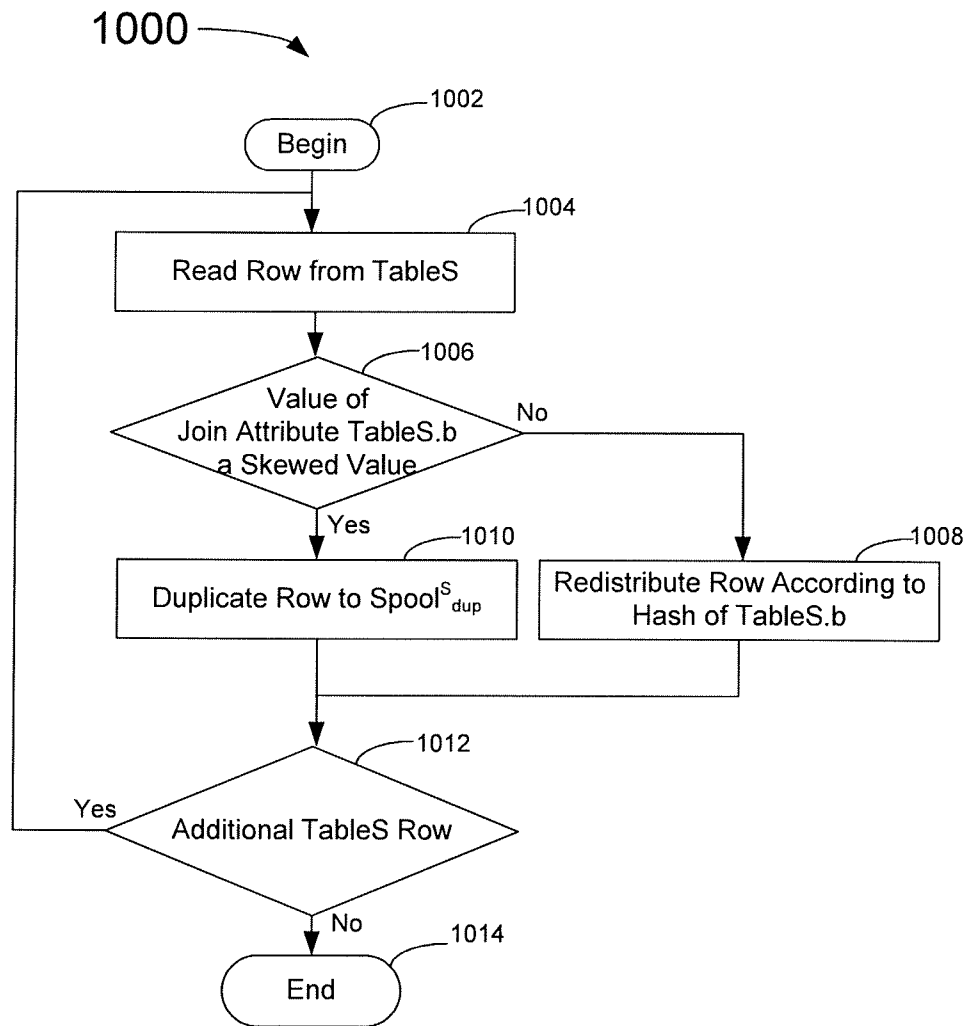 1000
1002
Begin
1004
Read Row from TableS
1006
Value of
Join Attribute TableS.b
a Skewed Value
No
Yes
1010
1008
Duplicate Row to Spool^S_dup
Redistribute Row According to
Hash of TableS.b
1012
Yes
Additional TableS Row
No
1014
End